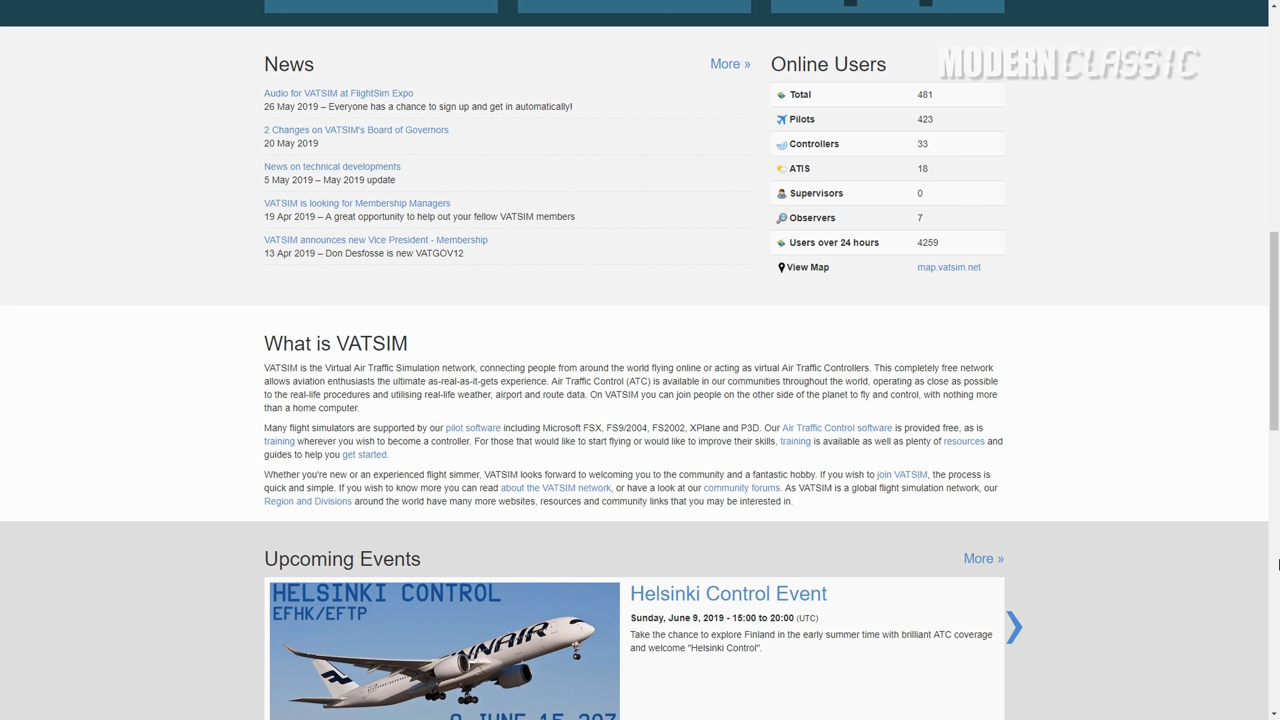 MODERN CLASSIC
News
More »
Audio for VATSIM at FlightSim Expo
26 May 2019 – Everyone has a chance to sign up and get in automatically!
2 Changes on VATSIM's Board of Governors
20 May 2019
News on technical developments
5 May 2019 – May 2019 update
VATSIM is looking for Membership Managers
19 Apr 2019 – A great opportunity to help out your fellow VATSIM members
VATSIM announces new Vice President - Membership
13 Apr 2019 – Don Desfosse is new VATGOV12
Online Users
Total 481
Pilots 423
Controllers 33
ATIS 18
Supervisors 0
Observers 7
Users over 24 hours 4259
View Map map.vatsim.net
What is VATSIM
VATSIM is the Virtual Air Traffic Simulation network, connecting people from around the world flying online or acting as virtual Air Traffic Controllers. This completely free network
allows aviation enthusiasts the ultimate as-real-as-it-gets experience. Air Traffic Control (ATC) is available in our communities throughout the world, operating as close as possible
to the real-life procedures and utilising real-life weather, airport and route data. On VATSIM you can join people on the other side of the planet to fly and control, with nothing more
than a home computer.
Many flight simulators are supported by our pilot software including Microsoft FSX, FS9/2004, FS2002, XPlane and P3D. Our Air Traffic Control software is provided free, as is
training wherever you wish to become a controller. For those that would like to start flying or would like to improve their skills, training is available as well as plenty of resources and
guides to help you get started.
Whether you're new or an experienced flight simmer, VATSIM looks forward to welcoming you to the community and a fantastic hobby. If you wish to join VATSIM, the process is
quick and simple. If you wish to know more you can read about the VATSIM network, or have a look at our community forums. As VATSIM is a global flight simulation network, our
Region and Divisions around the world have many more websites, resources and community links that you may be interested in.
Upcoming Events
More »
HELSINKI CONTROL
EFHK/EFTP
FINNAIR
Helsinki Control Event
Sunday, June 9, 2019 - 15:00 to 20:00 (UTC)
Take the chance to explore Finland in the early summer time with brilliant ATC coverage
and welcome "Helsinki Control".